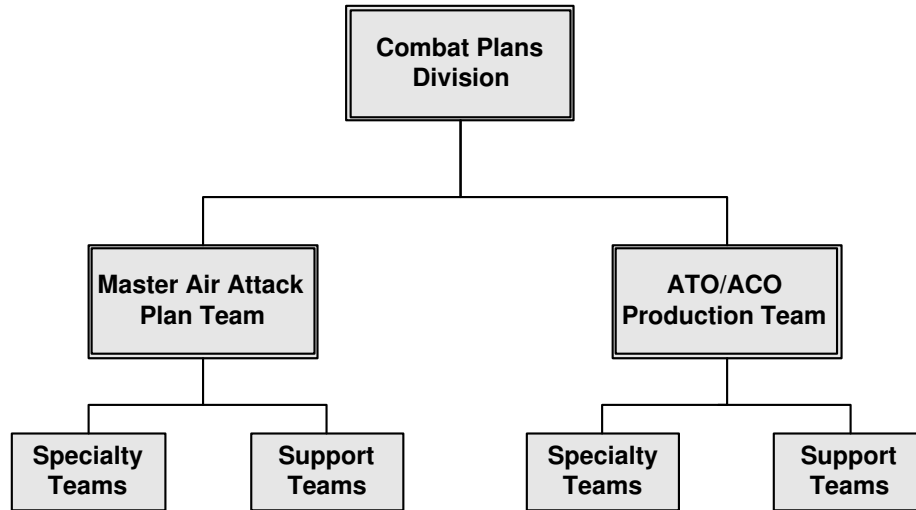 Combat Plans
Division
Master Air Attack
Plan Team
ATO/ACO
Production Team
Specialty
Teams
Support
Teams
Specialty
Teams
Support
Teams